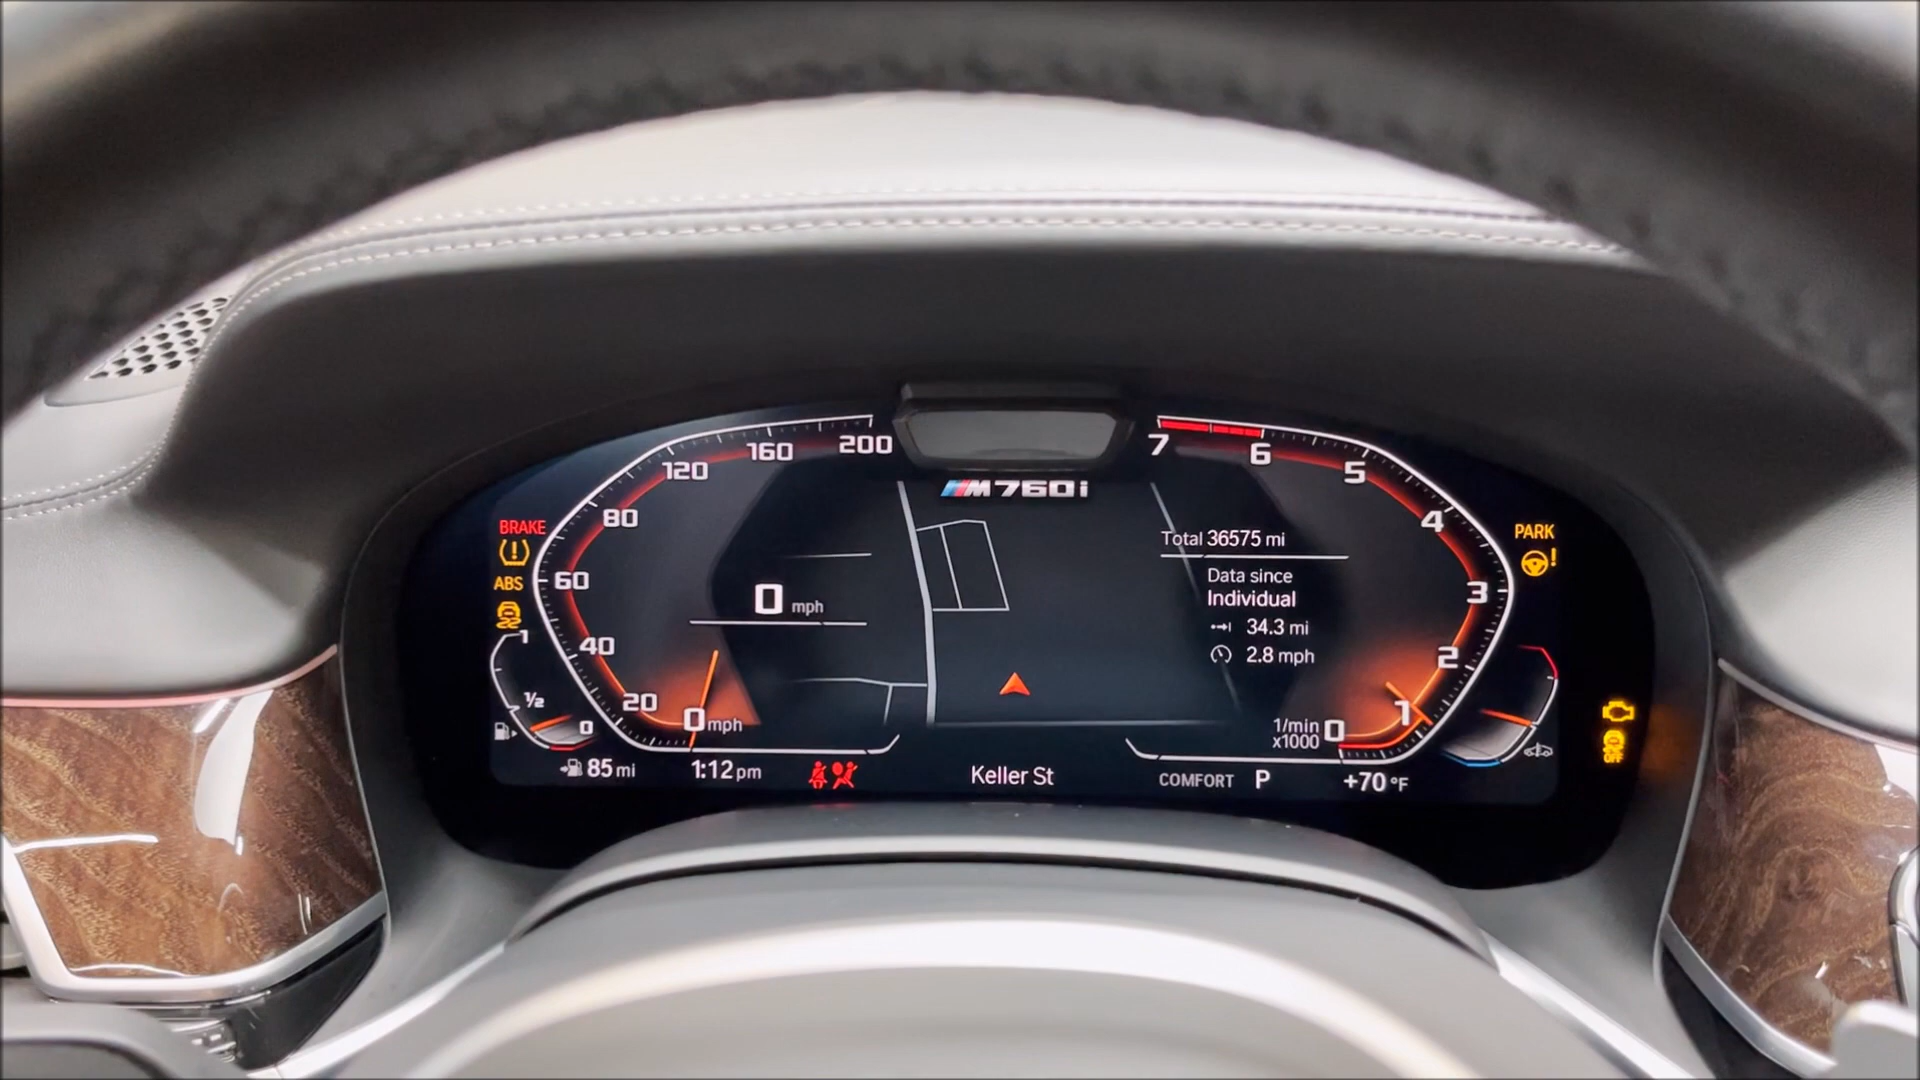 200
160
120
80
60
40
20
0 mph
BRAKE
ABS
1
1/2
0
0 mph
85 mi
1:12 pm
M760i
Keller St
7
6
5
4
3
2
1
0
1/min
x1000
Total 36575 mi
Data since
Individual
34.3 mi
2.8 mph
PARK
COMFORT P
+70 °F
OFF